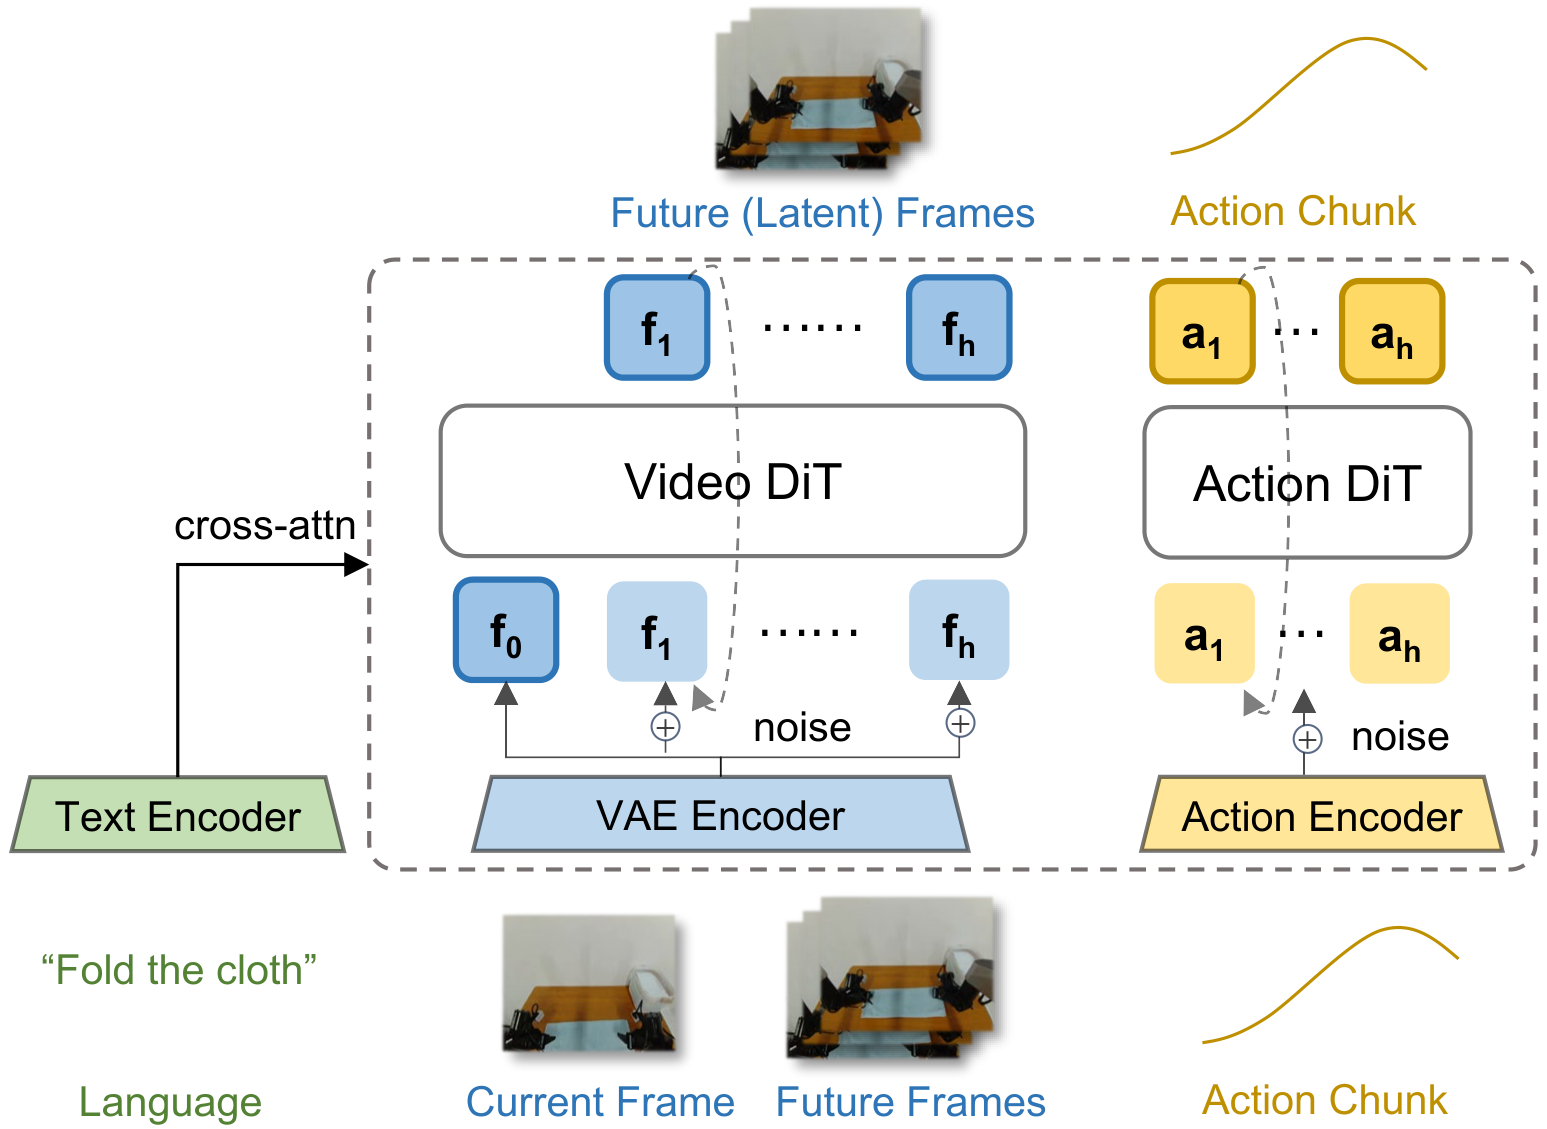 Future (Latent) Frames
Action Chunk
f1 ...... fh
a1 ... ah
Video DiT
Action DiT
cross-attn
f0 f1 ...... fh
a1 ... ah
noise
noise
Text Encoder
VAE Encoder
Action Encoder
“Fold the cloth”
Language
Current Frame
Future Frames
Action Chunk